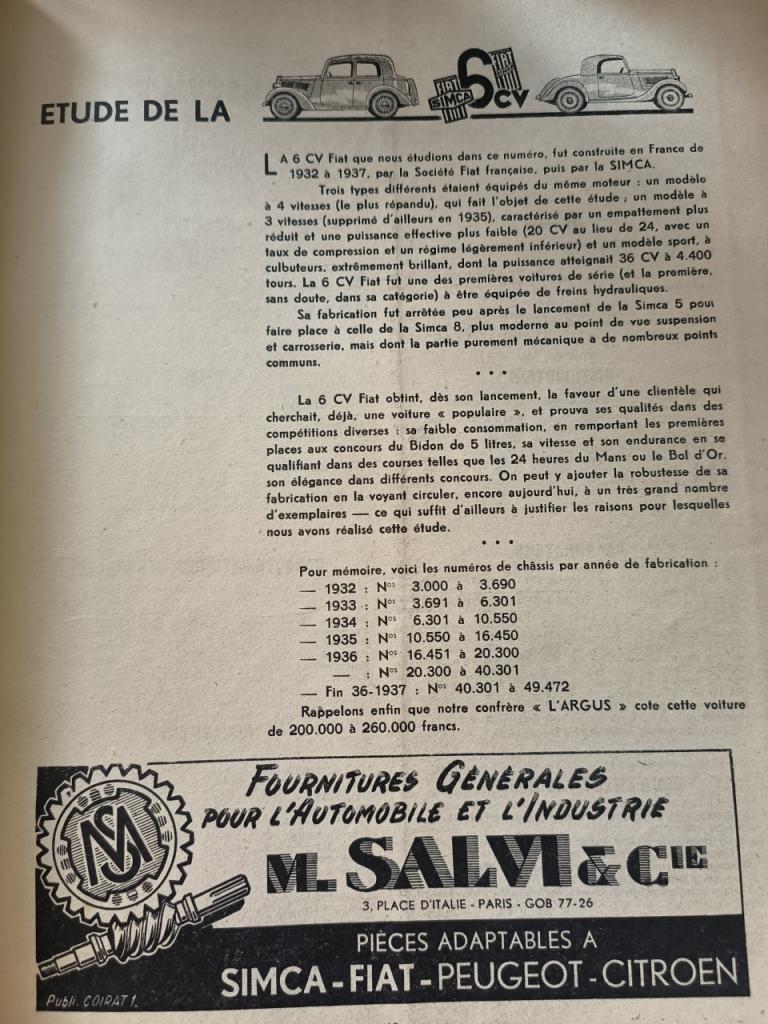 ETUDE DE LA
FIAT
SIMCA
FIAT
6
CV
LA 6 CV Fiat que nous étudions dans ce numéro, fut construite en France de
1932 à 1937, par la Société Fiat française, puis par la SIMCA.
Trois types différents étaient équipés du même moteur : un modèle
à 4 vitesses (le plus répandu), qui fait l'objet de cette étude ; un modèle à
3 vitesses (supprimé d'ailleurs en 1935), caractérisé par un empattement plus
réduit et une puissance effective plus faible (20 CV au lieu de 24, avec un
taux de compression et un régime légèrement inférieur) et un modèle sport, à
culbuteurs, extrêmement brillant, dont la puissance atteignait 36 CV à 4.400
tours. La 6 CV Fiat fut une des premières voitures de série (et la première,
sans doute, dans sa catégorie) à être équipée de freins hydrauliques.
Sa fabrication fut arrêtée peu après le lancement de la Simca 5 pour
faire place à celle de la Simca 8, plus moderne au point de vue suspension
et carrosserie, mais dont la partie purement mécanique a de nombreux points
communs.
• • •
La 6 CV Fiat obtint, dès son lancement, la faveur d'une clientèle qui
cherchait, déjà, une voiture « populaire », et prouva ses qualités dans des
compétitions diverses : sa faible consommation, en remportant les premières
places aux concours du Bidon de 5 litres, sa vitesse et son endurance en se
qualifiant dans des courses telles que les 24 heures du Mans ou le Bol d'Or,
son élégance dans différents concours. On peut y ajouter la robustesse de sa
fabrication en la voyant circuler, encore aujourd'hui, à un très grand nombre
d'exemplaires — ce qui suffit d'ailleurs à justifier les raisons pour lesquelles
nous avons réalisé cette étude.
• • •
Pour mémoire, voici les numéros de châssis par année de fabrication :
— 1932 : Nos 3.000 à 3.690
— 1933 : Nos 3.691 à 6.301
— 1934 : Nos 6.301 à 10.550
— 1935 : Nos 10.550 à 16.450
— 1936 : Nos 16.451 à 20.300
— : Nos 20.300 à 40.301
— Fin 36-1937 : Nos 40.301 à 49.472
Rappelons enfin que notre confrère « L'ARGUS » cote cette voiture
de 200.000 à 260.000 francs.
FOURNITURES GÉNÉRALES
POUR L'AUTOMOBILE ET L'INDUSTRIE
MS
M. SALVI & CIE
3, PLACE D'ITALIE - PARIS - GOB 77-26
PIÈCES ADAPTABLES A
SIMCA-FIAT-PEUGEOT-CITROEN
Publi. COIRAT 1.